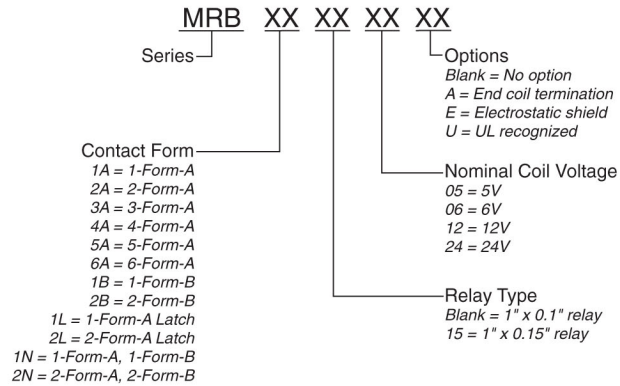 MRB XX XX XX XX
Series
Options
Blank = No option
A = End coil termination
E = Electrostatic shield
U = UL recognized
Contact Form
1A = 1-Form-A
2A = 2-Form-A
3A = 3-Form-A
4A = 4-Form-A
5A = 5-Form-A
6A = 6-Form-A
1B = 1-Form-B
2B = 2-Form-B
1L = 1-Form-A Latch
2L = 2-Form-A Latch
1N = 1-Form-A, 1-Form-B
2N = 2-Form-A, 2-Form-B
Nominal Coil Voltage
05 = 5V
06 = 6V
12 = 12V
24 = 24V
Relay Type
Blank = 1" x 0.1" relay
15 = 1" x 0.15" relay